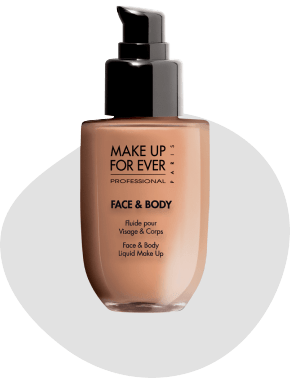 MAKE UP
FOR EVER
PARIS
PROFESSIONAL
FACE & BODY
Fluide pour
Visage & Corps
Face & Body
Liquid Make Up